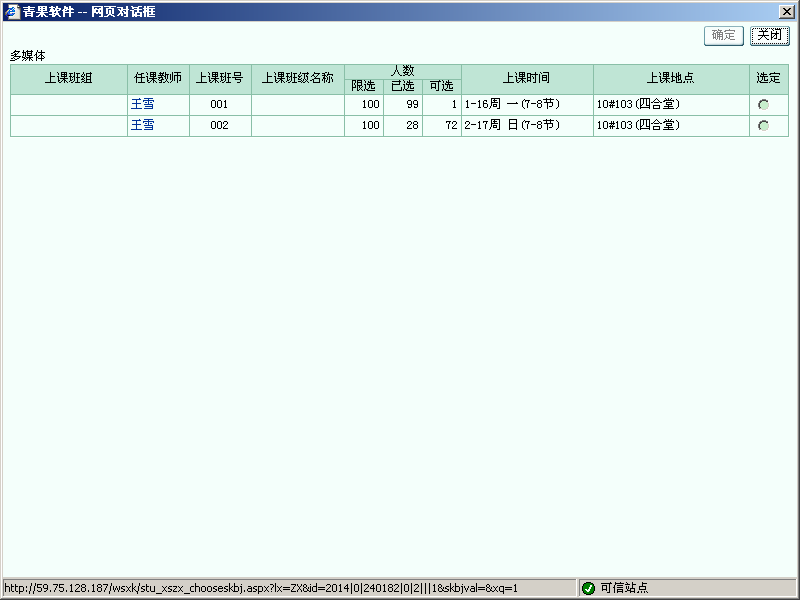 青果软件 -- 网页对话框
确定 关闭
多媒体
上课班组 任课教师 上课班号 上课班级名称 人数 上课时间 上课地点 选定
限选 已选 可选
王雪 001 100 99 1 1-16周 一(7-8节) 10#103(四合堂)
王雪 002 100 28 72 2-17周 日(7-8节) 10#103(四合堂)
http://59.75.128.187/wsxk/stu_xszx_chooseskbj.aspx?lx=ZX&id=2014|0|240182|0|2|||1&skbjval=&xq=1 可信站点